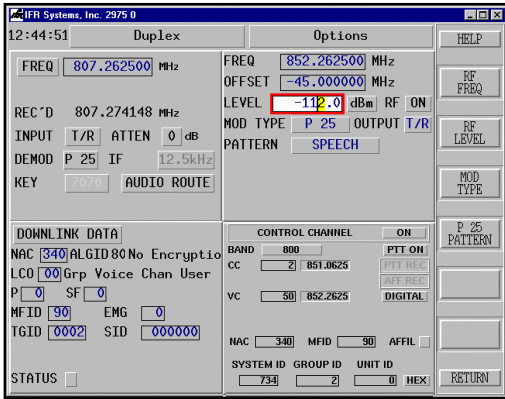 IFR Systems, Inc. 2975 0
12:44:51 Duplex Options
FREQ 807.262500 MHz
REC'D 807.274148 MHz
INPUT T/R ATTEN 0 dB
DEMOD P 25 IF 12.5kHz
KEY 7070 AUDIO ROUTE
FREQ 852.262500 MHz
OFFSET -45.000000 MHz
LEVEL -112.0 dBm RF ON
MOD TYPE P 25 OUTPUT T/R
PATTERN SPEECH
DOWNLINK DATA
NAC 340 ALGID 80 No Encryptio
LCO 00 Grp Voice Chan User
P 0 SF 0
MFID 90 EMG 0
TGID 0002 SID 000000
STATUS
CONTROL CHANNEL ON
BAND 800 PTT ON
CC 2 851.0625 PTT REC
AFF REC
VC 50 852.2625 DIGITAL
NAC 340 MFID 90 AFFIL
SYSTEM ID GROUP ID UNIT ID
734 2 0 HEX
HELP
RF
FREQ
RF
LEVEL
MOD
TYPE
P 25
PATTERN
RETURN